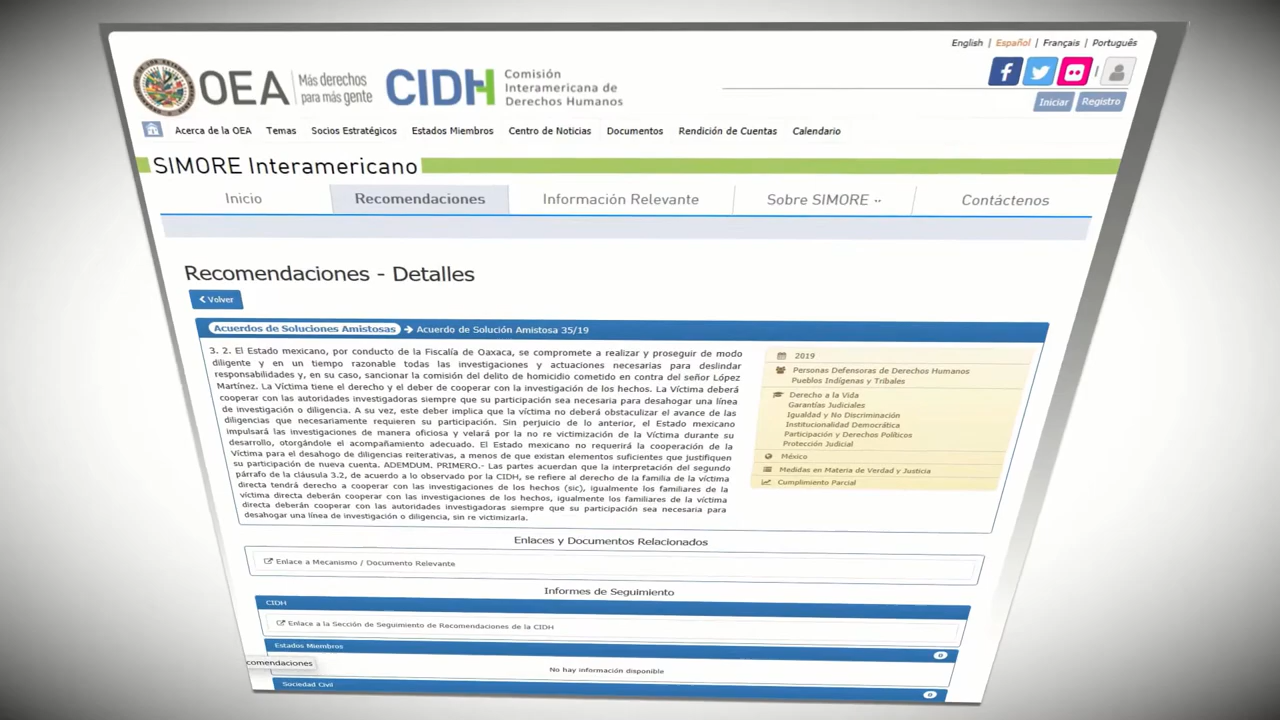 English | Español | Français | Português
OEA Más derechos para más gente
CIDH Comisión Interamericana de Derechos Humanos
Iniciar Registro
Acerca de la OEA Temas Socios Estratégicos Estados Miembros Centro de Noticias Documentos Rendición de Cuentas Calendario
SIMORE Interamericano
Inicio Recomendaciones Información Relevante Sobre SIMORE Contáctenos
Recomendaciones - Detalles
Volver
Acuerdos de Soluciones Amistosas → Acuerdo de Solución Amistosa 35/19
3. 2. El Estado mexicano, por conducto de la Fiscalía de Oaxaca, se compromete a realizar y proseguir de modo
diligente y en un tiempo razonable todas las investigaciones y actuaciones necesarias para deslindar
responsabilidades y, en su caso, sancionar la comisión del delito de homicidio cometido en contra del señor López
Martínez. La Víctima tiene el derecho y el deber de cooperar con la investigación de los hechos. La Víctima deberá
cooperar con las autoridades investigadoras siempre que su participación sea necesaria para desahogar una línea
de investigación o diligencia. A su vez, este deber implica que la víctima no deberá obstaculizar el avance de las
diligencias que necesariamente requieren su participación. Sin perjuicio de lo anterior, el Estado mexicano
impulsará las investigaciones de manera oficiosa y velará por la no re victimización de la Víctima durante su
desarrollo, otorgándole el acompañamiento adecuado. El Estado mexicano no requerirá la cooperación de la
Víctima para el desahogo de diligencias reiterativas, a menos de que existan elementos suficientes que justifiquen
su participación de nueva cuenta. ADEMDUM. PRIMERO.- Las partes acuerdan que la interpretación del segundo
párrafo de la cláusula 3.2, de acuerdo a lo observado por la CIDH, se refiere al derecho de la familia de la víctima
directa tendrá derecho a cooperar con las investigaciones de los hechos (sic), igualmente los familiares de la
víctima directa deberán cooperar con las investigaciones de los hechos, igualmente los familiares de la víctima
directa deberán cooperar con las autoridades investigadoras siempre que su participación sea necesaria para
desahogar una línea de investigación o diligencia, sin re victimizarla.
2019
Personas Defensoras de Derechos Humanos
Pueblos Indígenas y Tribales
Derecho a la Vida
Garantías Judiciales
Igualdad y No Discriminación
Institucionalidad Democrática
Participación y Derechos Políticos
Protección Judicial
México
Medidas en Materia de Verdad y Justicia
Cumplimiento Parcial
Enlaces y Documentos Relacionados
Enlace a Mecanismo / Documento Relevante
Informes de Seguimiento
CIDH
Enlace a la Sección de Seguimiento de Recomendaciones de la CIDH
Estados Miembros 0
comendaciones
No hay información disponible
Sociedad Civil 0